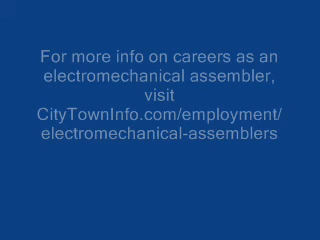 For more info on careers as an
electromechanical assembler,
visit
CityTownInfo.com/employment/
electromechanical-assemblers